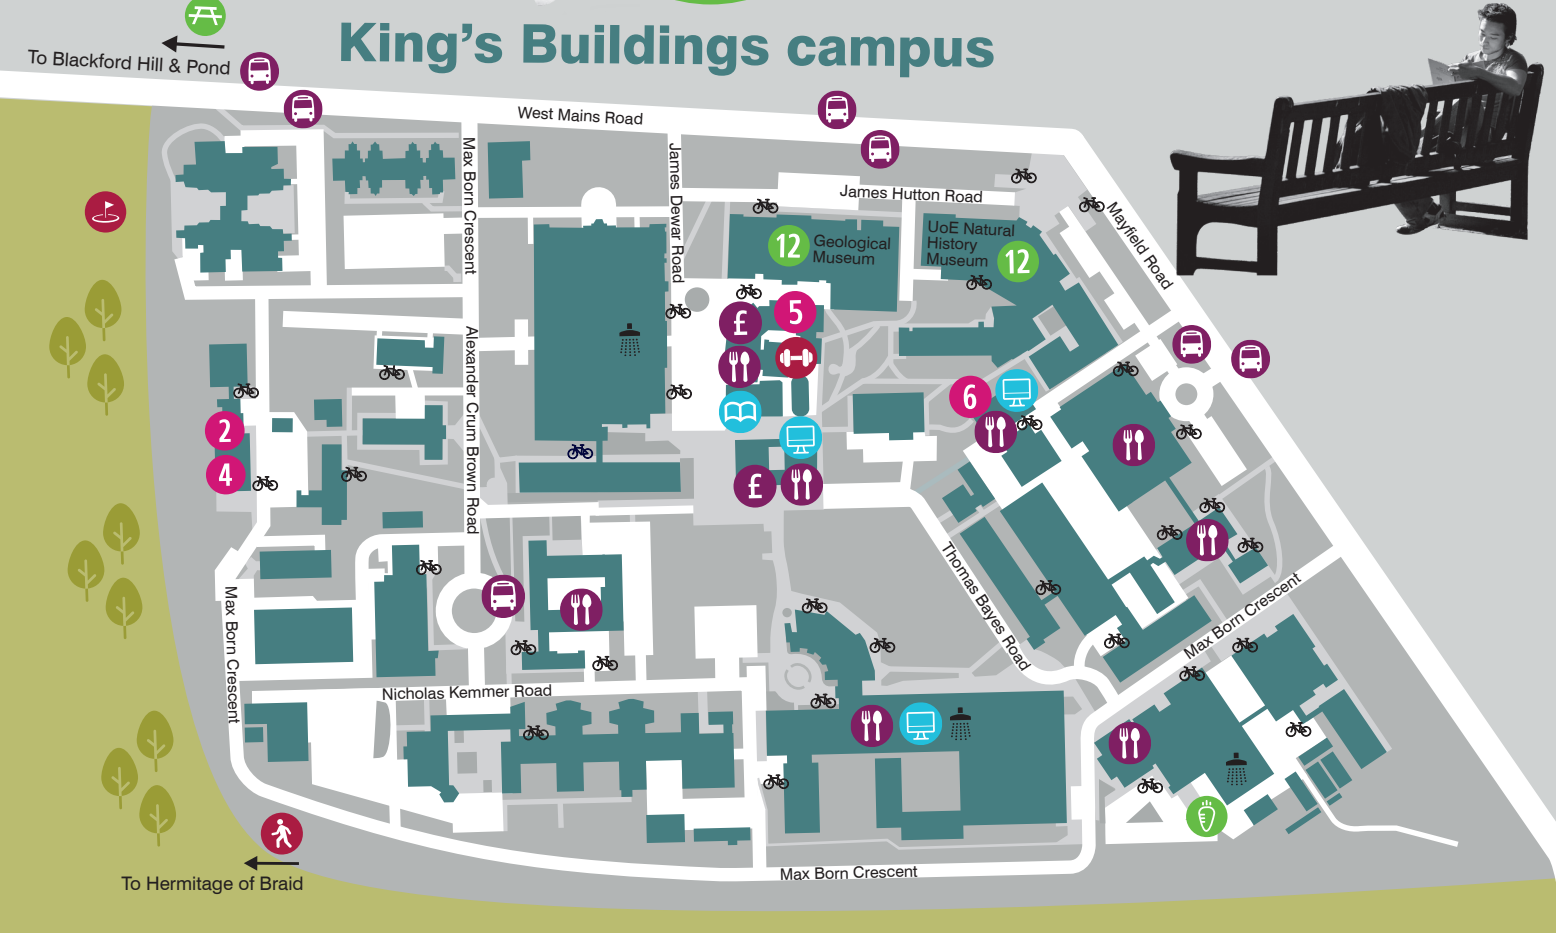 King's Buildings campus
To Blackford Hill & Pond
West Mains Road
Max Born Crescent
James Dewar Road
James Hutton Road
Mayfield Road
12
Geological
Museum
UoE Natural
History
Museum
12
£
5
Alexander Crum Brown Road
6
2
4
£
Thomas Bayes Road
Max Born Crescent
Max Born Crescent
Nicholas Kemmer Road
To Hermitage of Braid
Max Born Crescent